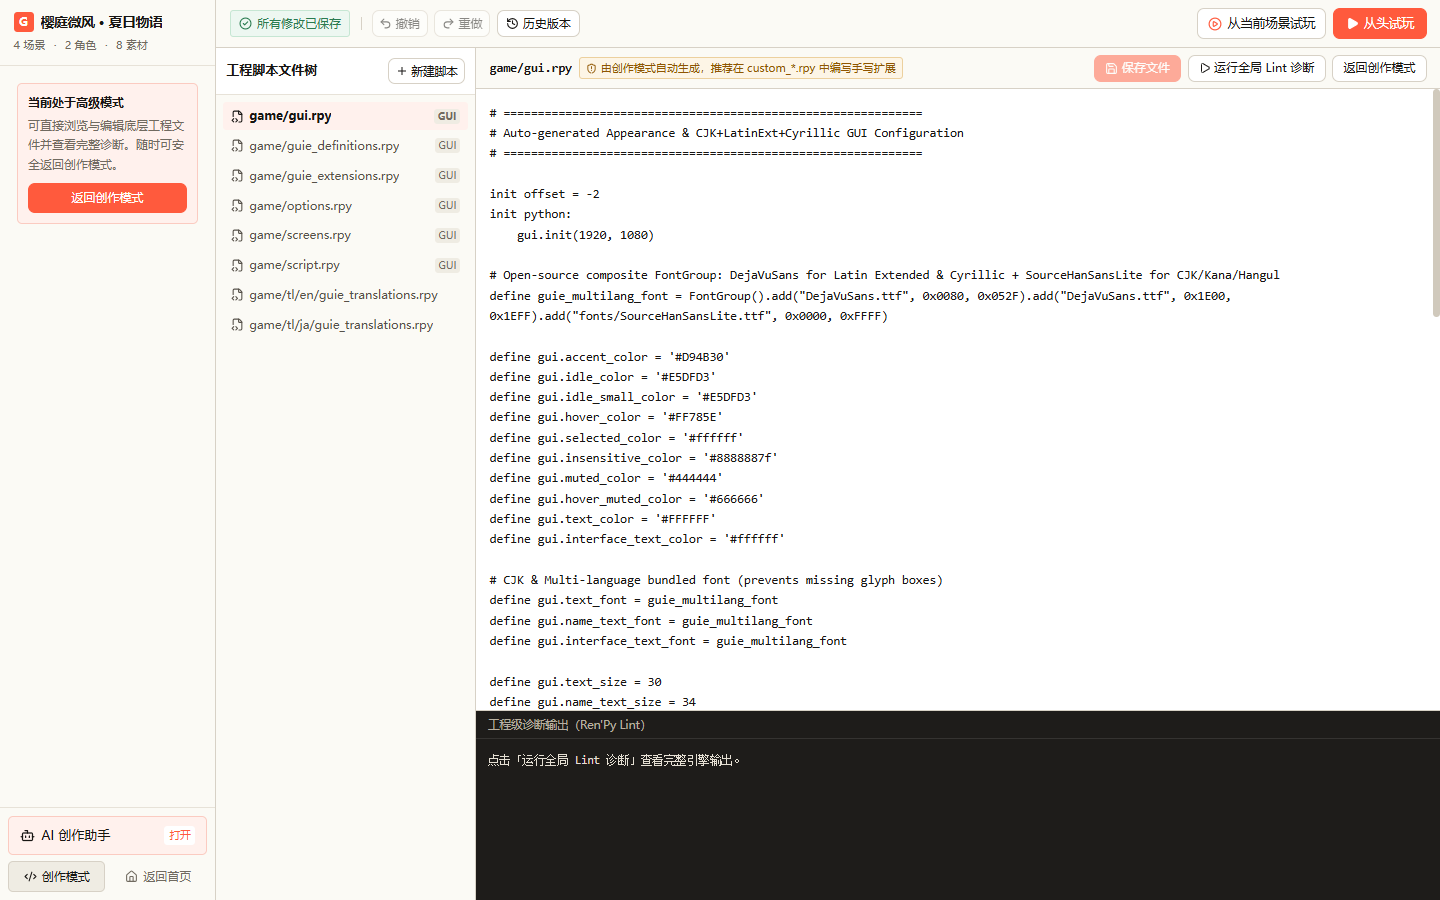 G 樱庭微风 • 夏日物语
4 场景 · 2 角色 · 8 素材
当前处于高级模式
可直接浏览与编辑底层工程文
件并查看完整诊断。随时可安
全返回创作模式。
返回创作模式
AI 创作助手 打开
创作模式 返回首页
所有修改已保存 撤销 重做 历史版本 从当前场景试玩 从头试玩
工程脚本文件树 新建脚本
game/gui.rpy GUI
game/guie_definitions.rpy GUI
game/guie_extensions.rpy GUI
game/options.rpy GUI
game/screens.rpy GUI
game/script.rpy GUI
game/tl/en/guie_translations.rpy
game/tl/ja/guie_translations.rpy
game/gui.rpy 由创作模式自动生成，推荐在 custom_*.rpy 中编写手写扩展 保存文件 运行全局 Lint 诊断 返回创作模式
# =============================================================
# Auto-generated Appearance & CJK+LatinExt+Cyrillic GUI Configuration
# =============================================================
init offset = -2
init python:
    gui.init(1920, 1080)
# Open-source composite FontGroup: DejaVuSans for Latin Extended & Cyrillic + SourceHanSansLite for CJK/Kana/Hangul
define guie_multilang_font = FontGroup().add("DejaVuSans.ttf", 0x0080, 0x052F).add("DejaVuSans.ttf", 0x1E00,
0x1EFF).add("fonts/SourceHanSansLite.ttf", 0x0000, 0xFFFF)
define gui.accent_color = '#D94B30'
define gui.idle_color = '#E5DFD3'
define gui.idle_small_color = '#E5DFD3'
define gui.hover_color = '#FF785E'
define gui.selected_color = '#ffffff'
define gui.insensitive_color = '#8888887f'
define gui.muted_color = '#444444'
define gui.hover_muted_color = '#666666'
define gui.text_color = '#FFFFFF'
define gui.interface_text_color = '#ffffff'
# CJK & Multi-language bundled font (prevents missing glyph boxes)
define gui.text_font = guie_multilang_font
define gui.name_text_font = guie_multilang_font
define gui.interface_text_font = guie_multilang_font
define gui.text_size = 30
define gui.name_text_size = 34
工程级诊断输出（Ren'Py Lint）
点击「运行全局 Lint 诊断」查看完整引擎输出。